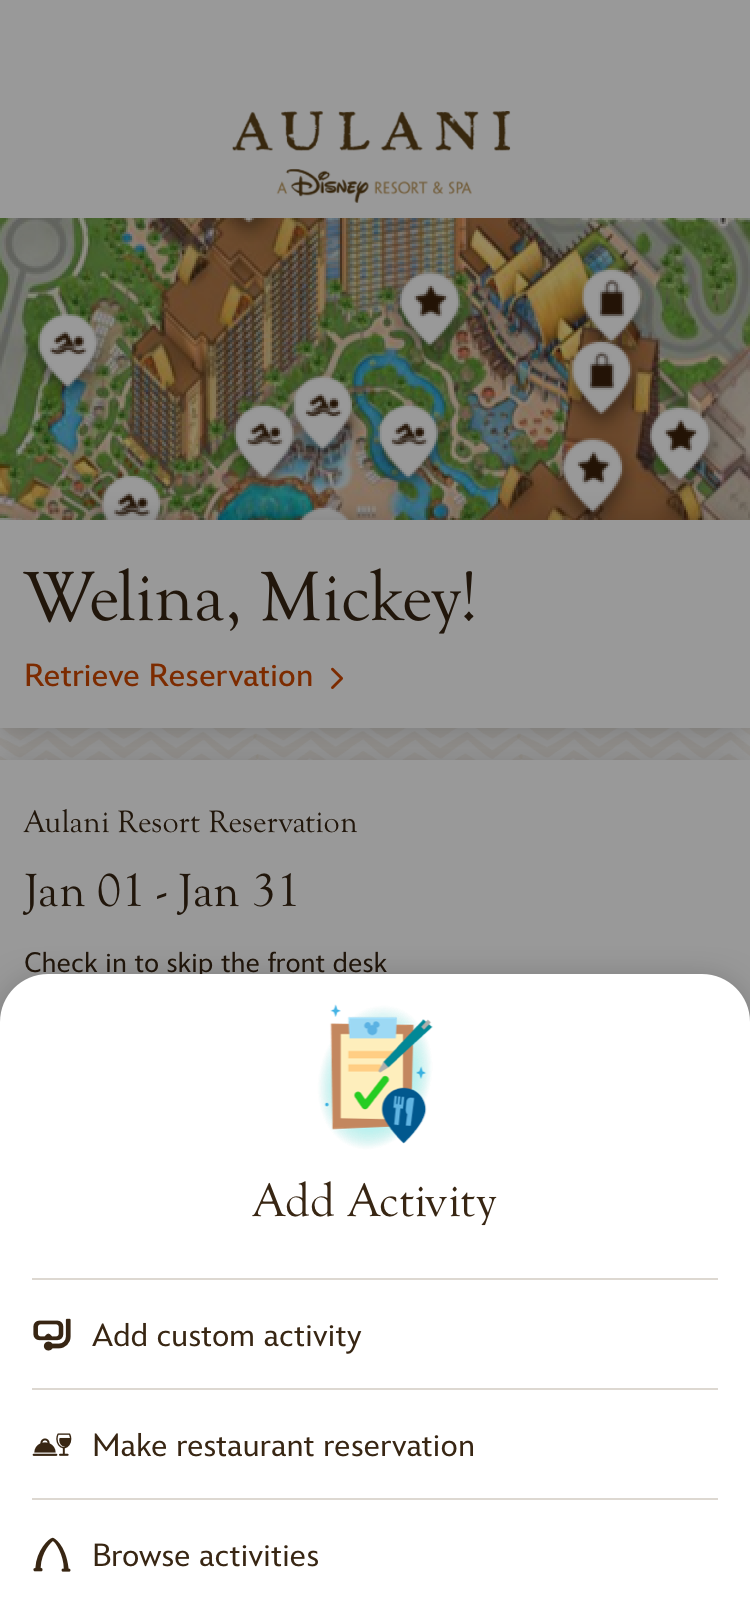 AULANI
A Disney RESORT & SPA
Welina, Mickey!
Retrieve Reservation
Aulani Resort Reservation
Jan 01 - Jan 31
Check in to skip the front desk
Add Activity
Add custom activity
Make restaurant reservation
Browse activities